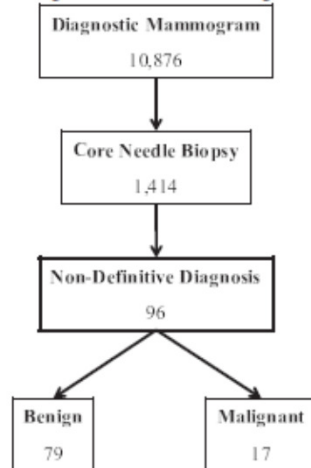 Diagnostic Mammogram
10,876
Core Needle Biopsy
1,414
Non-Definitive Diagnosis
96
Benign
79
Malignant
17